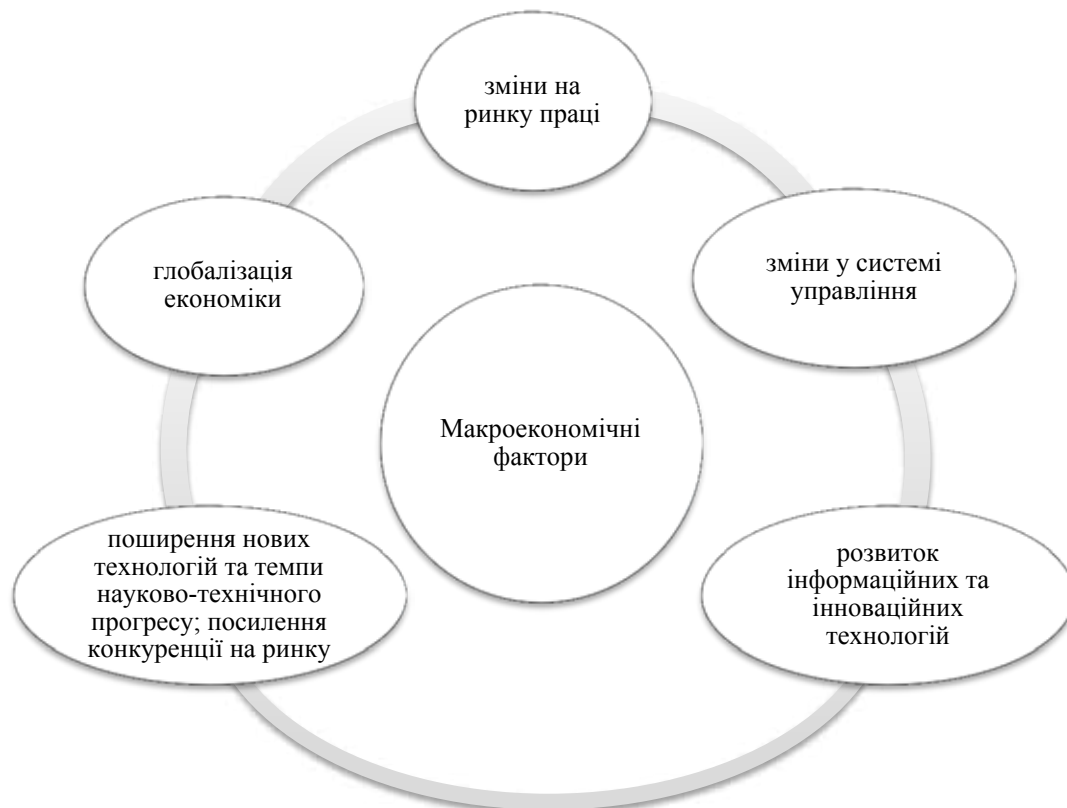 зміни на
ринку праці
зміни у системі
управління
глобалізація
економіки
Макроекономічні
фактори
поширення нових
технологій та темпи
науково-технічного
прогресу; посилення
конкуренції на ринку
розвиток
інформаційних та
інноваційних
технологій